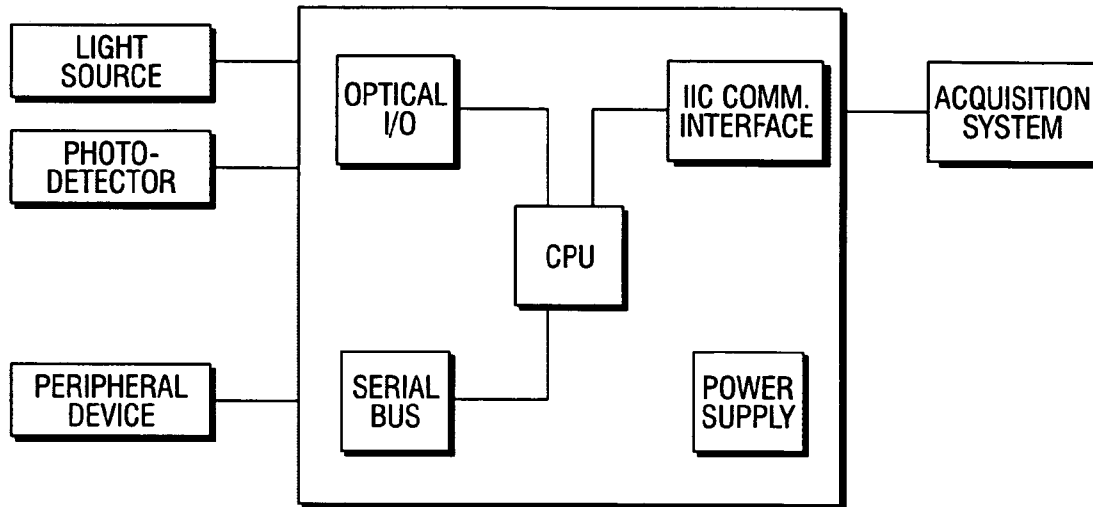 LIGHT
SOURCE
PHOTO-
DETECTOR
PERIPHERAL
DEVICE
OPTICAL
I/O
IIC COMM.
INTERFACE
CPU
SERIAL
BUS
POWER
SUPPLY
ACQUISITION
SYSTEM